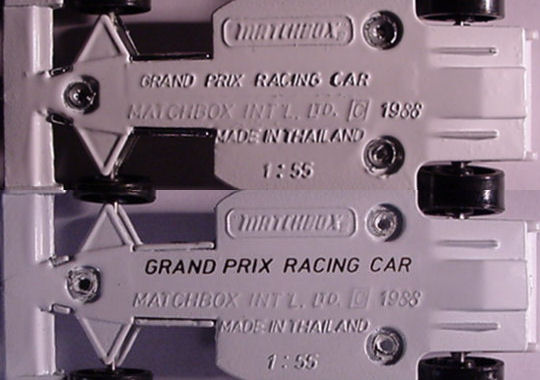 MATCHBOX
GRAND PRIX RACING CAR
MATCHBOX INT'L. LTD. C 1988
MADE IN THAILAND
1:55
MATCHBOX
GRAND PRIX RACING CAR
MATCHBOX INT'L. LTD. C 1988
MADE IN THAILAND
1:55